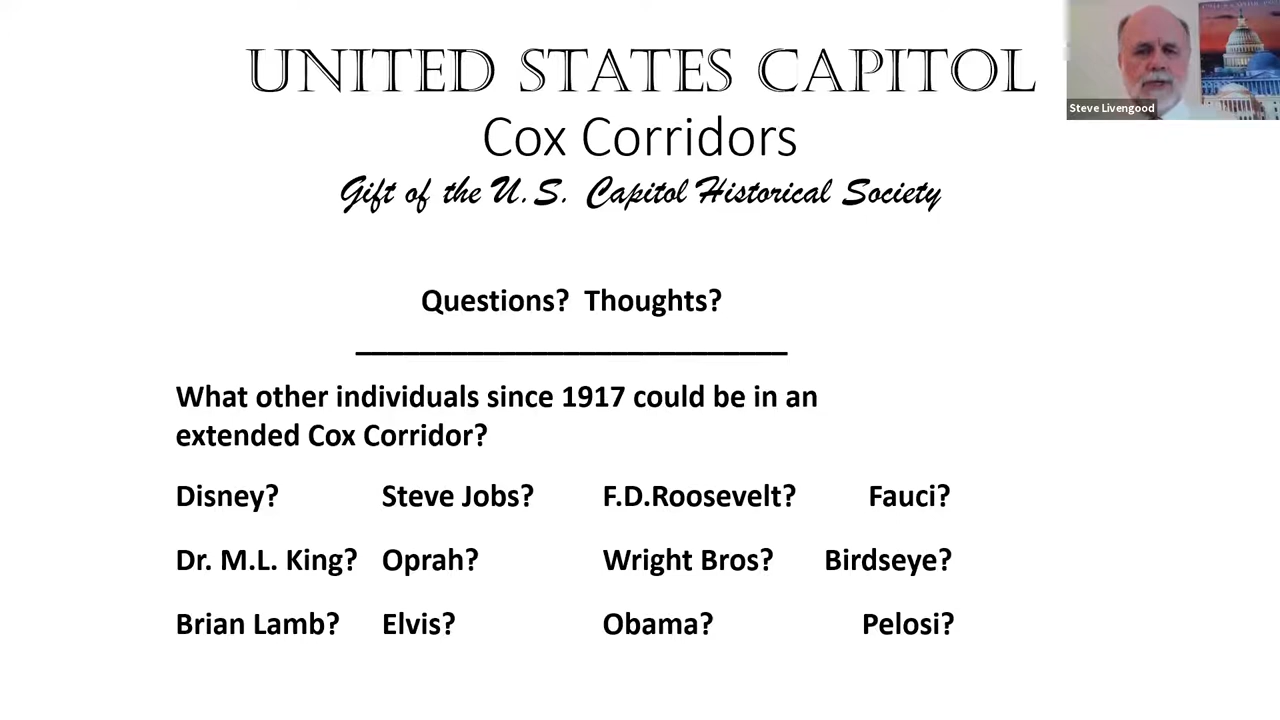 UNITED STATES CAPITOL
Cox Corridors
Gift of the U.S. Capitol Historical Society
Steve Livengood
Questions? Thoughts?
What other individuals since 1917 could be in an
extended Cox Corridor?
Disney? Steve Jobs? F.D.Roosevelt? Fauci?
Dr. M.L. King? Oprah? Wright Bros? Birdseye?
Brian Lamb? Elvis? Obama? Pelosi?